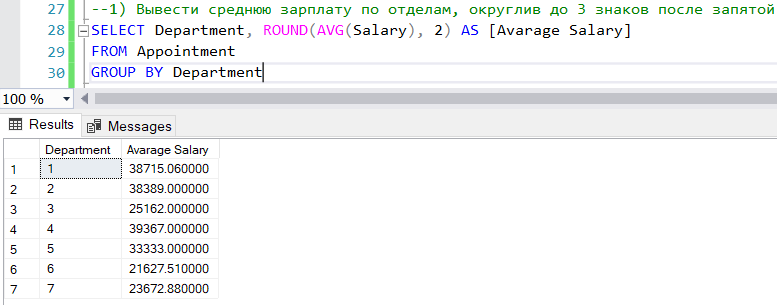 27 --1) Вывести среднюю зарплату по отделам, округлив до 3 знаков после запятой
28 SELECT Department, ROUND(AVG(Salary), 2) AS [Avarage Salary]
29 FROM Appointment
30 GROUP BY Department
100 %
Results Messages
Department Avarage Salary
1 1 38715.060000
2 2 38389.000000
3 3 25162.000000
4 4 39367.000000
5 5 33333.000000
6 6 21627.510000
7 7 23672.880000